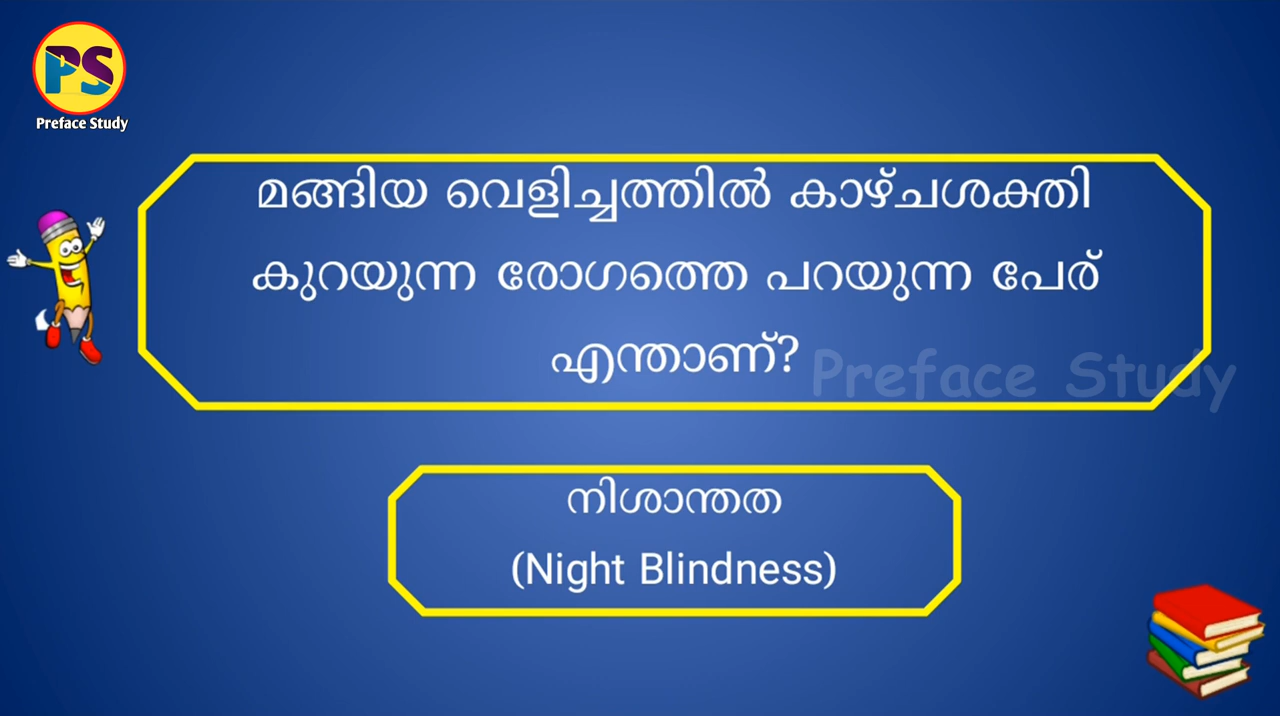 PS
Preface Study
മങ്ങിയ വെളിച്ചത്തിൽ കാഴ്ചശക്തി
കുറയുന്ന രോഗത്തെ പറയുന്ന പേര്
എന്താണ്?
Preface Study
നിശാന്തത
(Night Blindness)